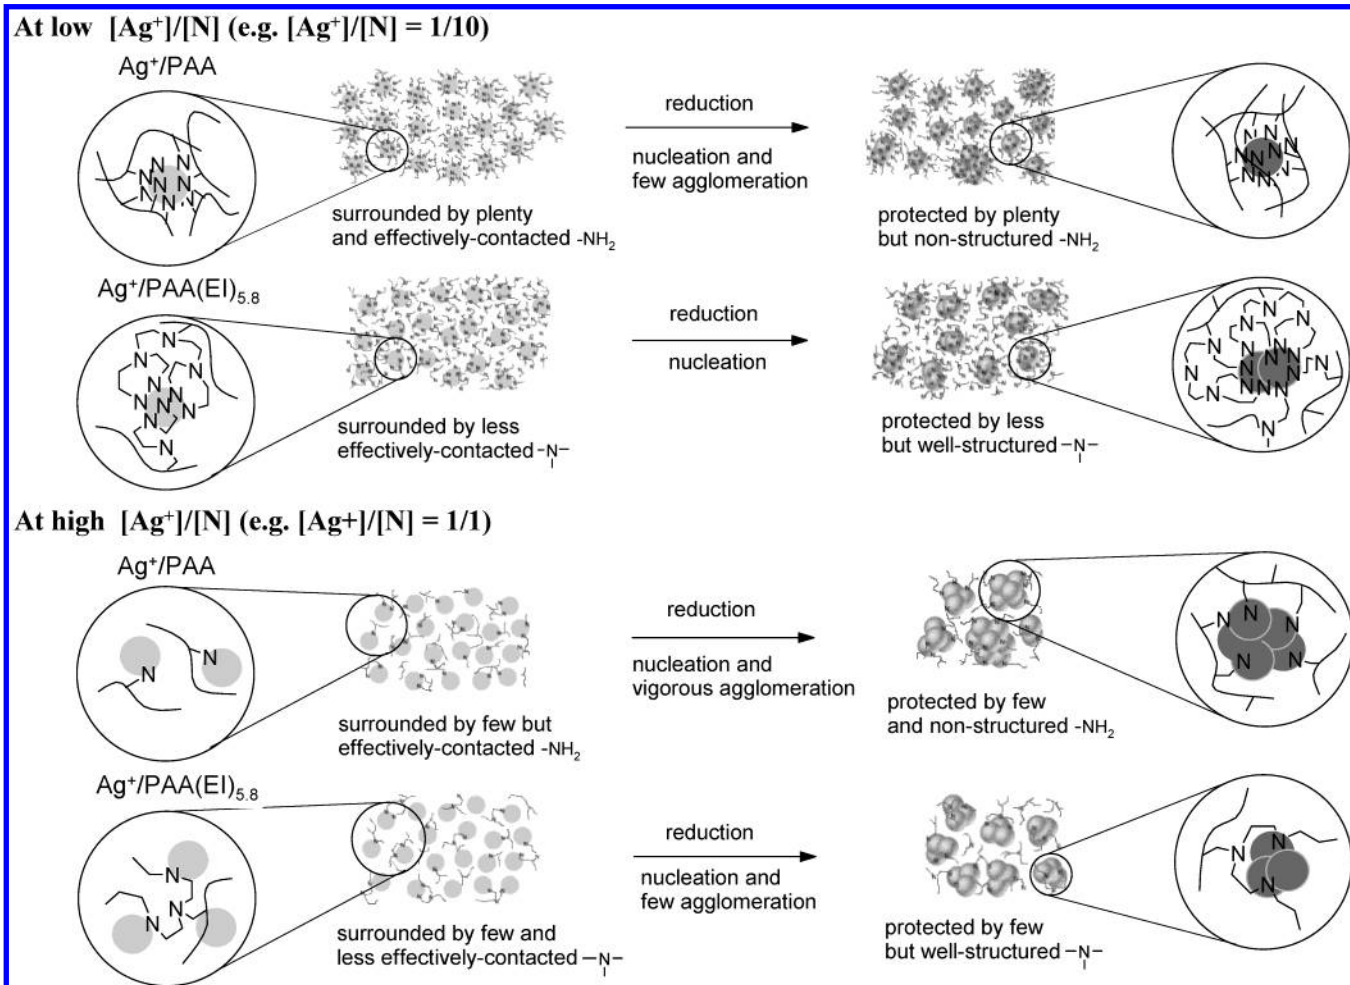 At low [Ag⁺]/[N] (e.g. [Ag⁺]/[N] = 1/10)
Ag⁺/PAA
N N N N N N N N
surrounded by plenty
and effectively-contacted -NH₂
reduction
nucleation and
few agglomeration
protected by plenty
but non-structured -NH₂
Ag⁺/PAA(EI)₅.₈
surrounded by less
effectively-contacted -N-
reduction
nucleation
protected by less
but well-structured -N-
At high [Ag⁺]/[N] (e.g. [Ag+]/[N] = 1/1)
Ag⁺/PAA
N
N
surrounded by few but
effectively-contacted -NH₂
reduction
nucleation and
vigorous agglomeration
protected by few
and non-structured -NH₂
N
N
N
N
Ag⁺/PAA(EI)₅.₈
N
N
N
surrounded by few and
less effectively-contacted -N-
reduction
nucleation and
few agglomeration
protected by few
but well-structured -N-
N
N
N